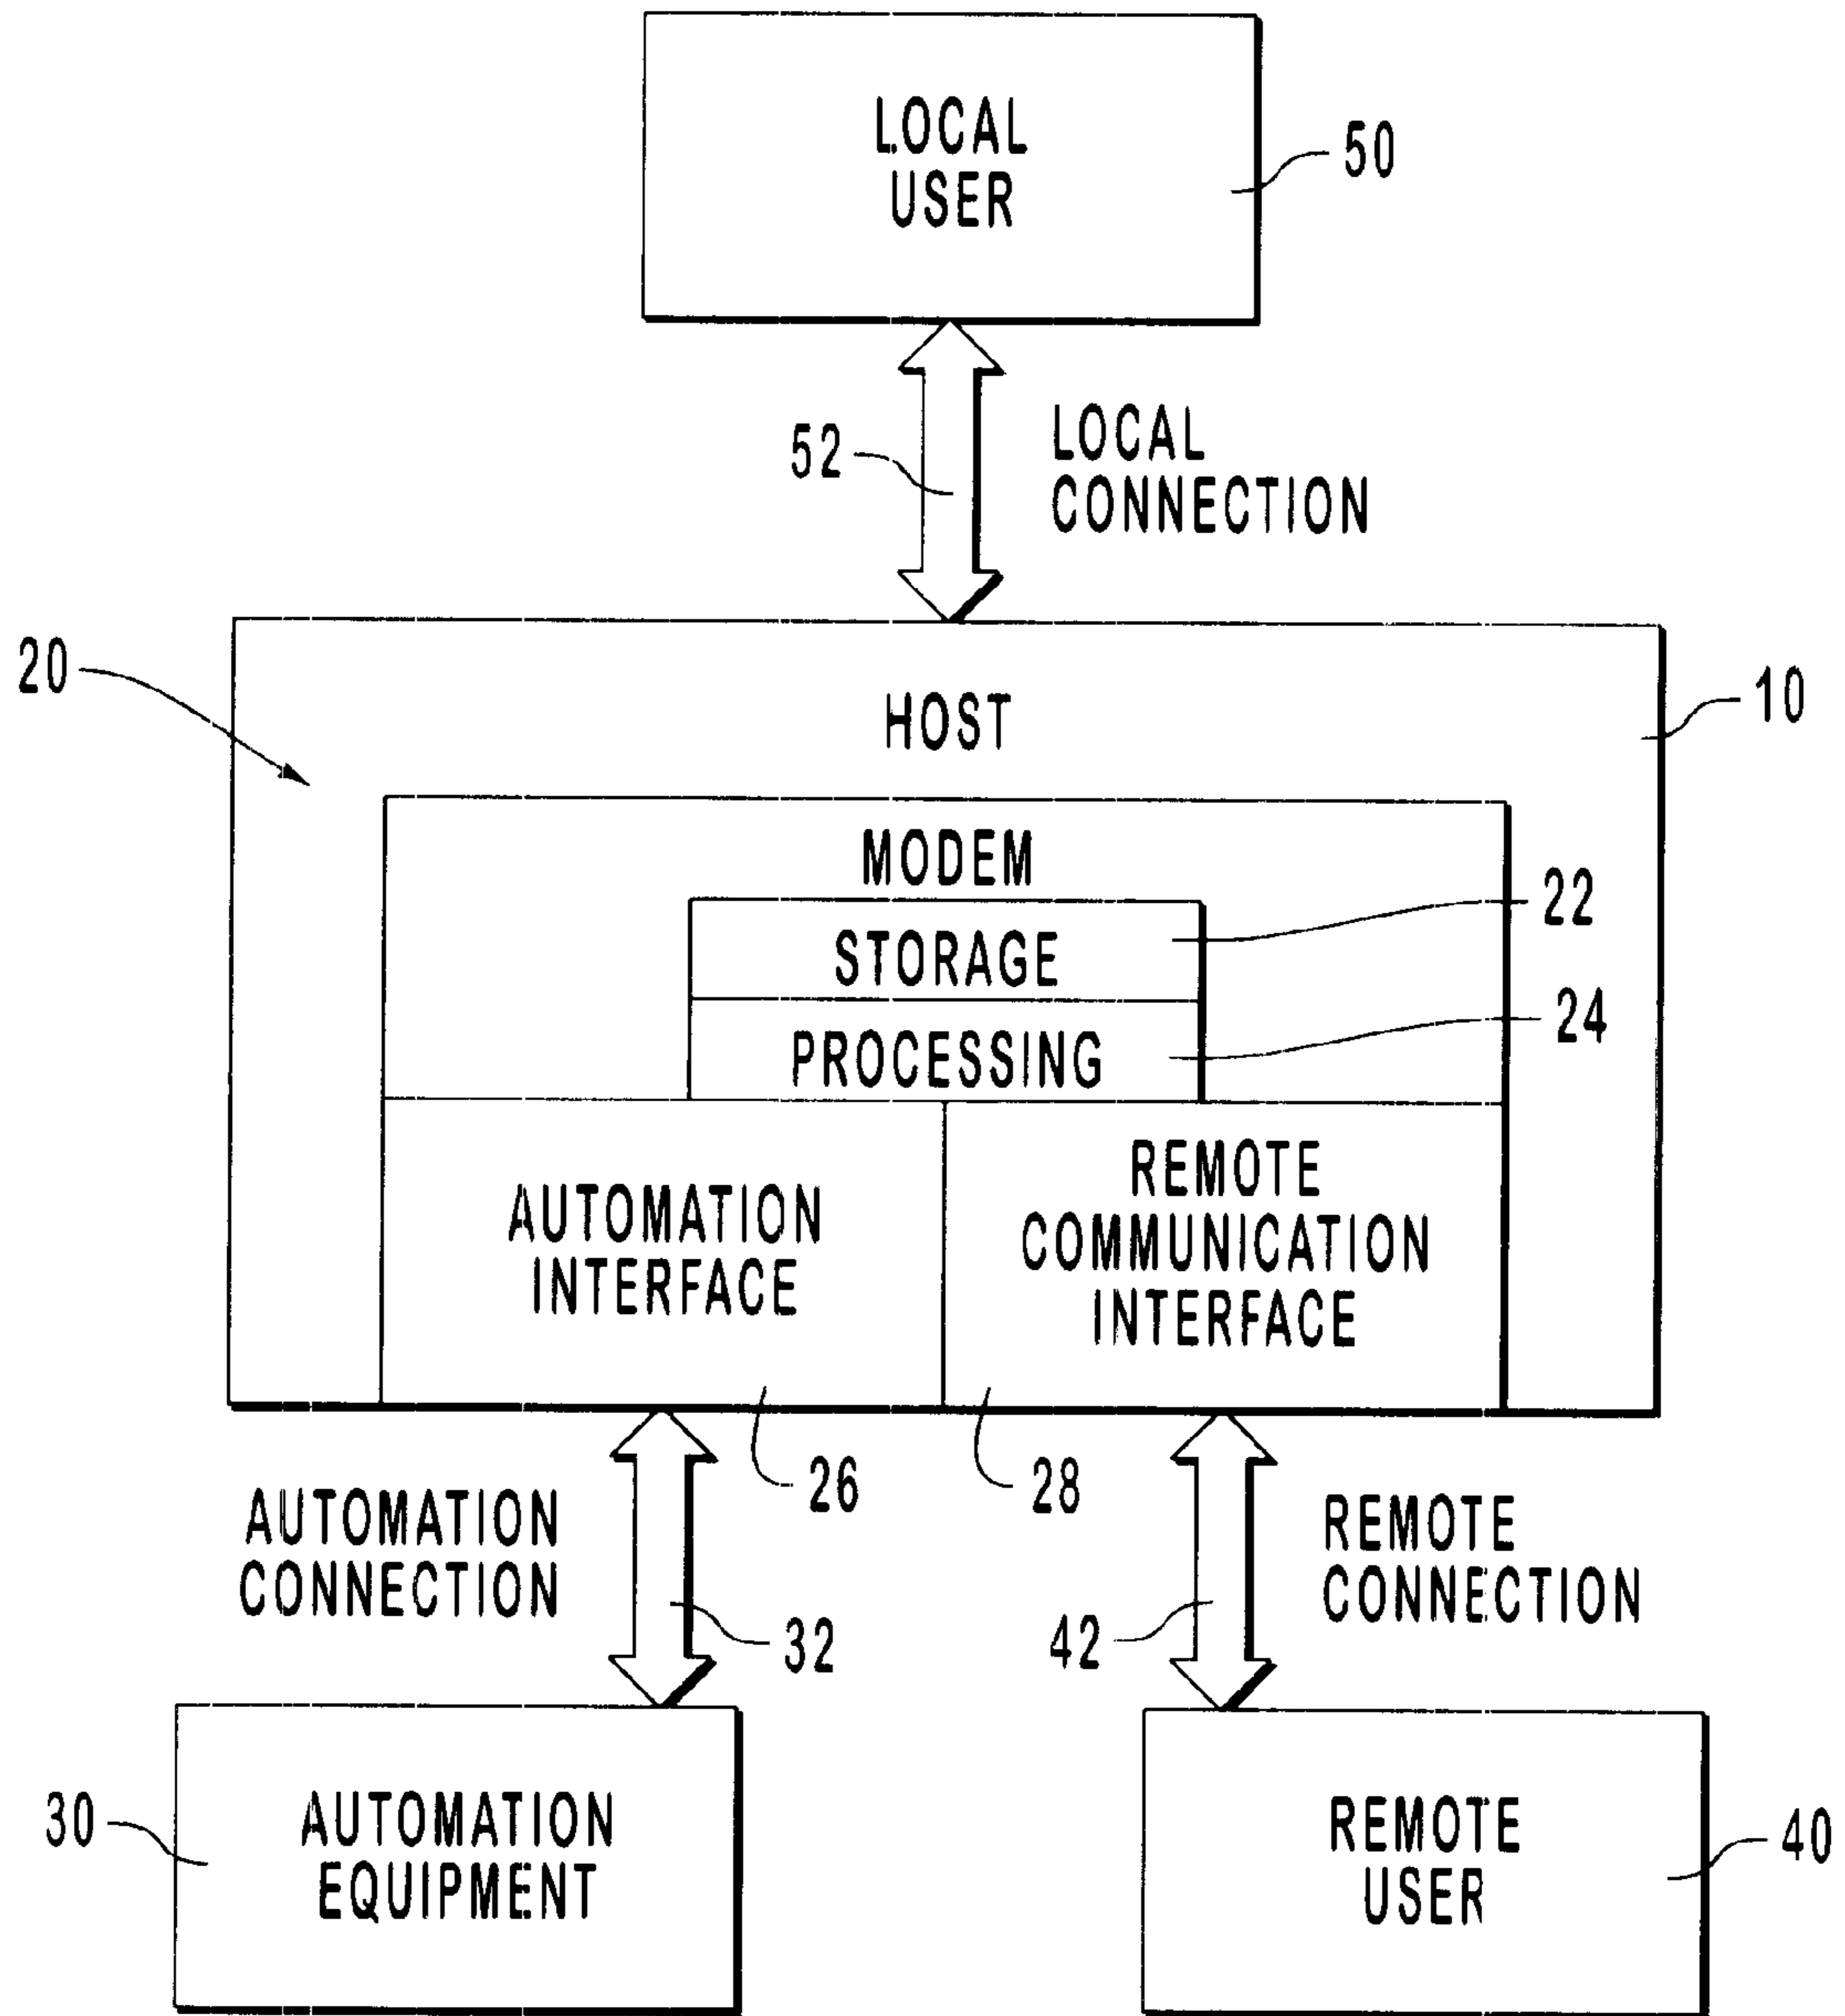 LOCAL
USER
50
52
LOCAL
CONNECTION
20
HOST
10
MODEM
22
STORAGE
24
PROCESSING
AUTOMATION
INTERFACE
REMOTE
COMMUNICATION
INTERFACE
26
28
AUTOMATION
CONNECTION
32
42
REMOTE
CONNECTION
30
AUTOMATION
EQUIPMENT
REMOTE
USER
40